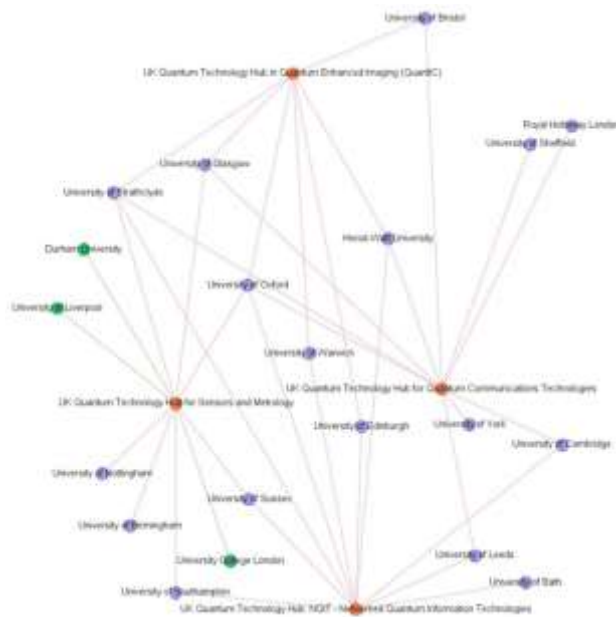 University of Bristol
UK Quantum Technology Hub in Quantum Enhanced Imaging (QuantIC)
Royal Holloway London
University of Sheffield
University of Glasgow
University of Strathclyde
Heriot-Watt University
Durham University
University of Oxford
University of Liverpool
University of Warwick
UK Quantum Technology Hub for Quantum Communications Technologies
UK Quantum Technology Hub for Sensors and Metrology
University of Edinburgh
University of York
University of Cambridge
University of Nottingham
University of Sussex
University of Birmingham
University of Leeds
University College London
University of Bath
University of Southampton
UK Quantum Technology Hub: NQIT - Networked Quantum Information Technologies